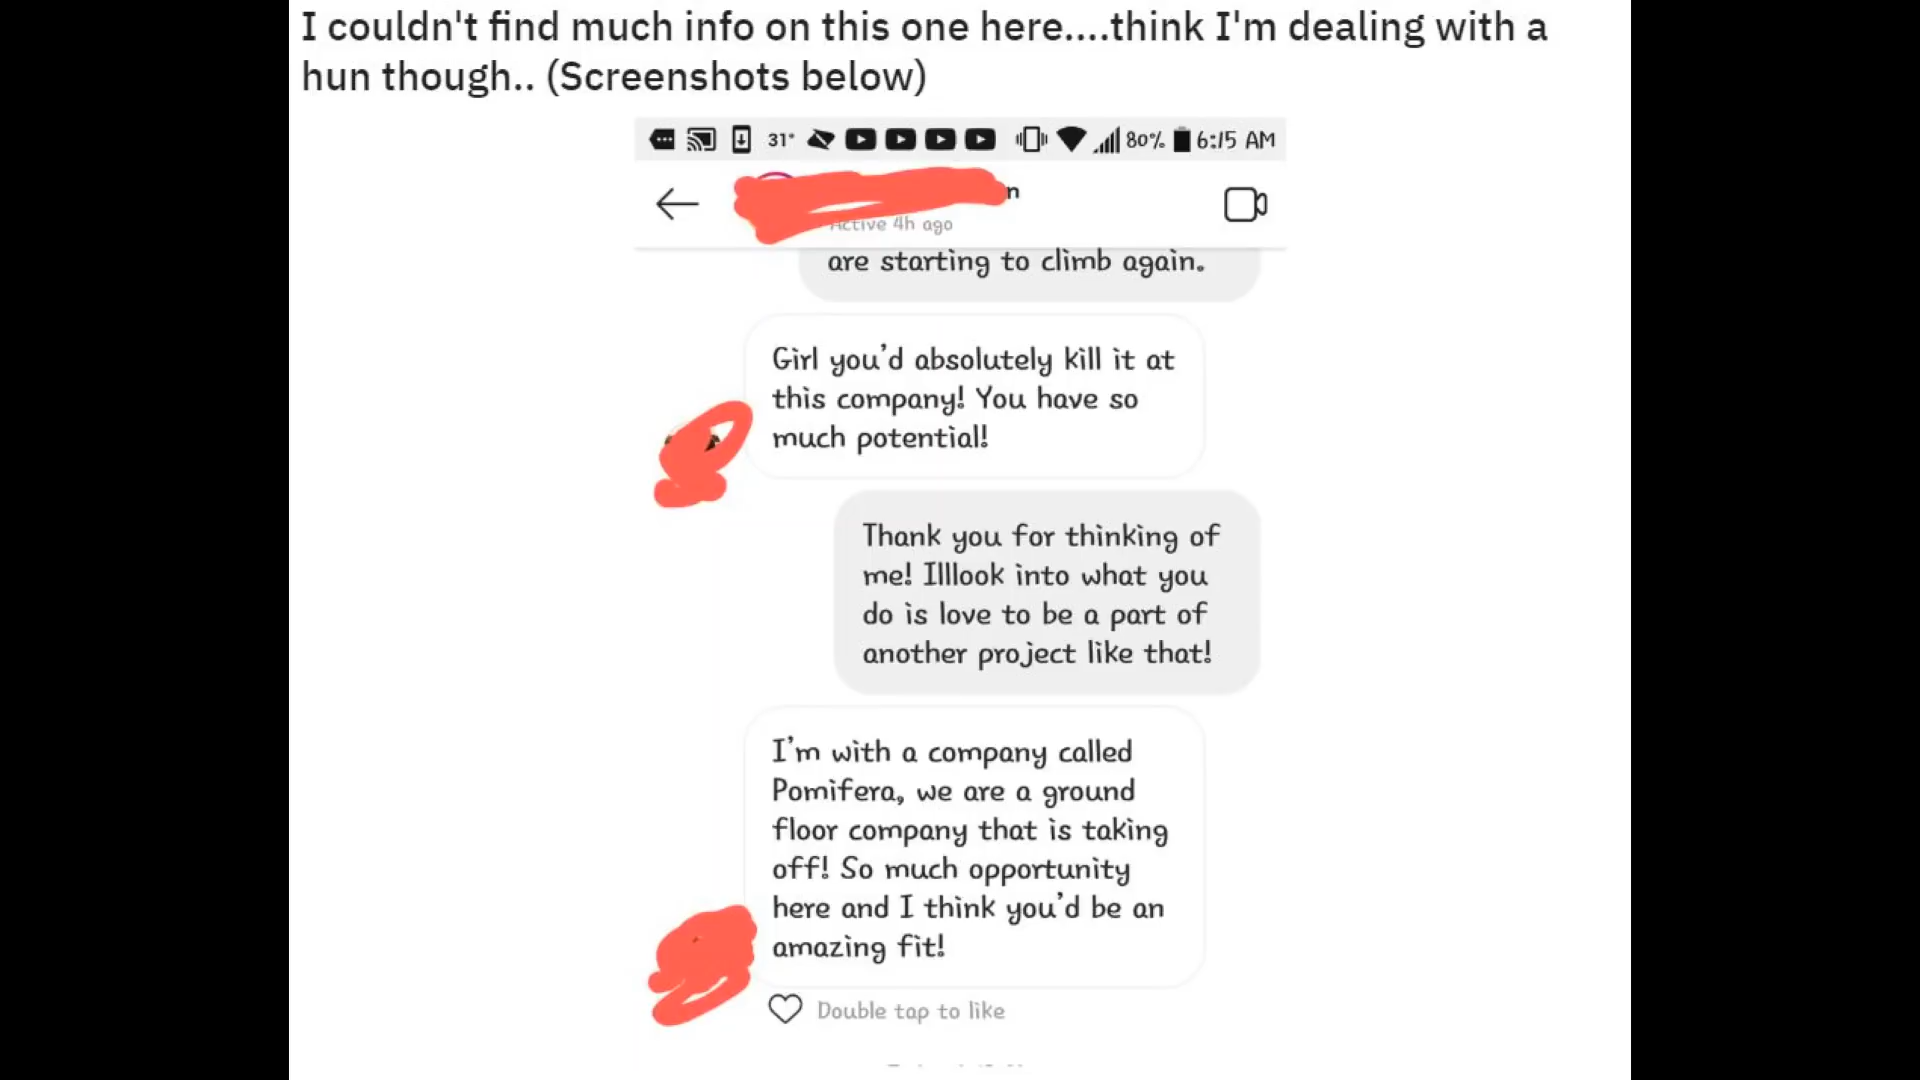 I couldn't find much info on this one here....think I'm dealing with a
hun though.. (Screenshots below)
31° 80% 6:15 AM
n
Active 4h ago
are starting to climb again.
Girl you'd absolutely kill it at
this company! You have so
much potential!
Thank you for thinking of
me! Illlook into what you
do is love to be a part of
another project like that!
I'm with a company called
Pomifera, we are a ground
floor company that is taking
off! So much opportunity
here and I think you'd be an
amazing fit!
Double tap to like